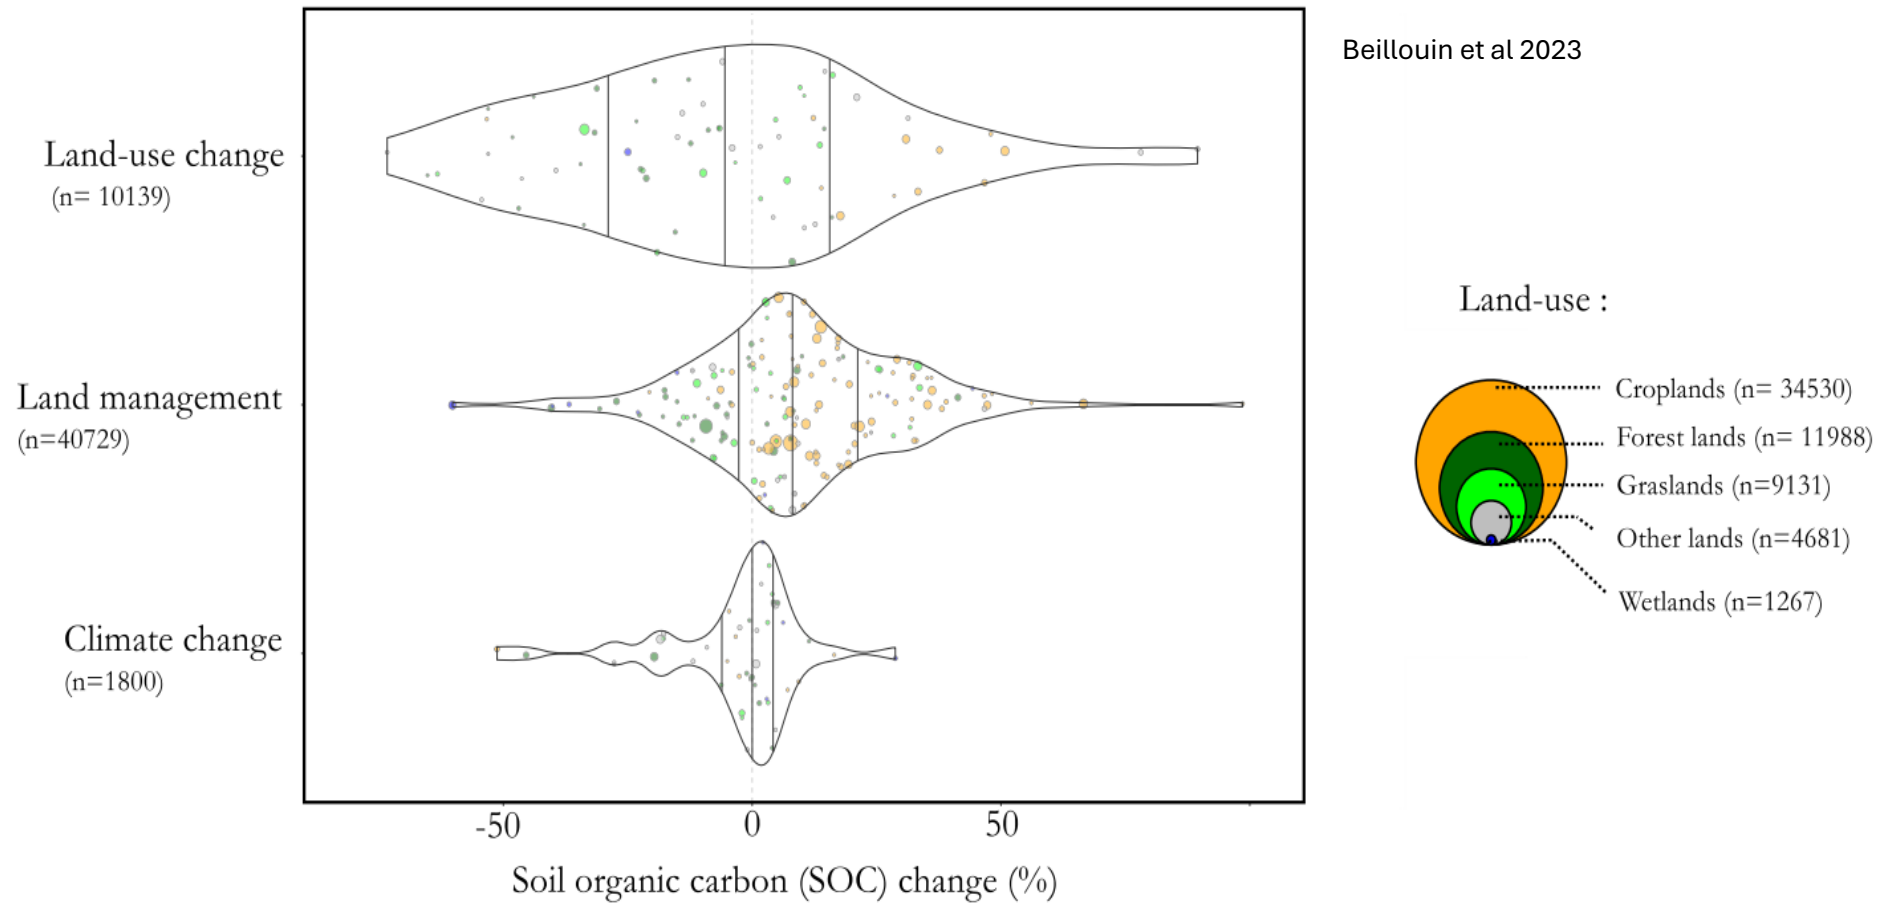 Beillouin et al 2023
Land-use change
(n= 10139)
Land management
(n=40729)
Climate change
(n=1800)
-50
0
50
Soil organic carbon (SOC) change (%)
Land-use :
Croplands (n= 34530)
Forest lands (n= 11988)
Graslands (n=9131)
Other lands (n=4681)
Wetlands (n=1267)